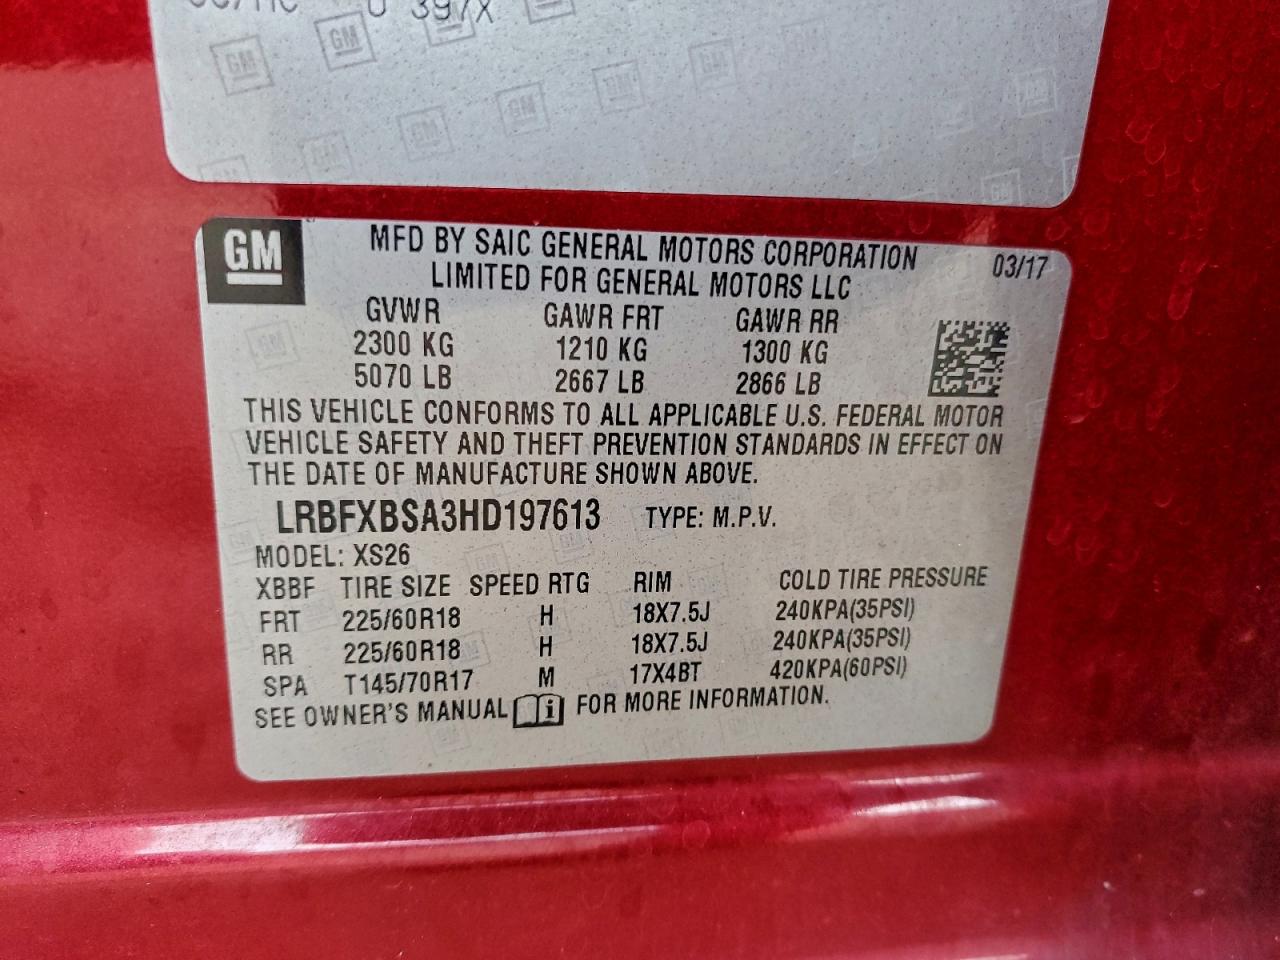 397X
GM
MFD BY SAIC GENERAL MOTORS CORPORATION
LIMITED FOR GENERAL MOTORS LLC
03/17
GVWR GAWR FRT GAWR RR
2300 KG 1210 KG 1300 KG
5070 LB 2667 LB 2866 LB
THIS VEHICLE CONFORMS TO ALL APPLICABLE U.S. FEDERAL MOTOR
VEHICLE SAFETY AND THEFT PREVENTION STANDARDS IN EFFECT ON
THE DATE OF MANUFACTURE SHOWN ABOVE.
LRBFXBSA3HD197613 TYPE: M.P.V.
MODEL: XS26
XBBF TIRE SIZE SPEED RTG RIM COLD TIRE PRESSURE
FRT 225/60R18 H 18X7.5J 240KPA(35PSI)
RR 225/60R18 H 18X7.5J 240KPA(35PSI)
SPA T145/70R17 M 17X4BT 420KPA(60PSI)
SEE OWNER'S MANUAL i FOR MORE INFORMATION.